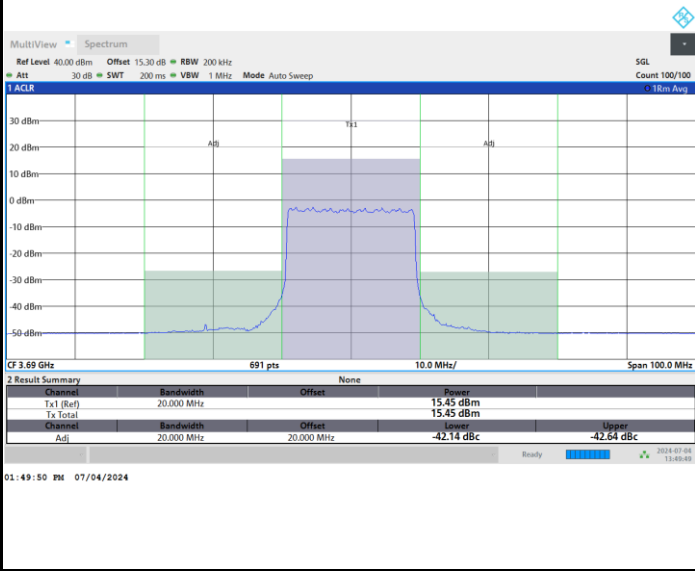 MultiView Spectrum
Ref Level 40.00 dBm Offset 15.30 dB RBW 200 kHz SGL
Att 30 dB SWT 200 ms VBW 1 MHz Mode Auto Sweep Count 100/100
1 ACLR 1Rm Avg
30 dBm
Tx1
20 dBm Adj Adj
10 dBm
0 dBm
-10 dBm
-20 dBm
-30 dBm
-40 dBm
-50 dBm
CF 3.69 GHz 691 pts 10.0 MHz/ Span 100.0 MHz
2 Result Summary None
Channel Bandwidth Offset Power
Tx1 (Ref) 20.000 MHz 15.45 dBm
Tx Total 15.45 dBm
Channel Bandwidth Offset Lower Upper
Adj 20.000 MHz 20.000 MHz -42.14 dBc -42.64 dBc
Ready 2024-07-04
13:49:49
01:49:50 PM 07/04/2024